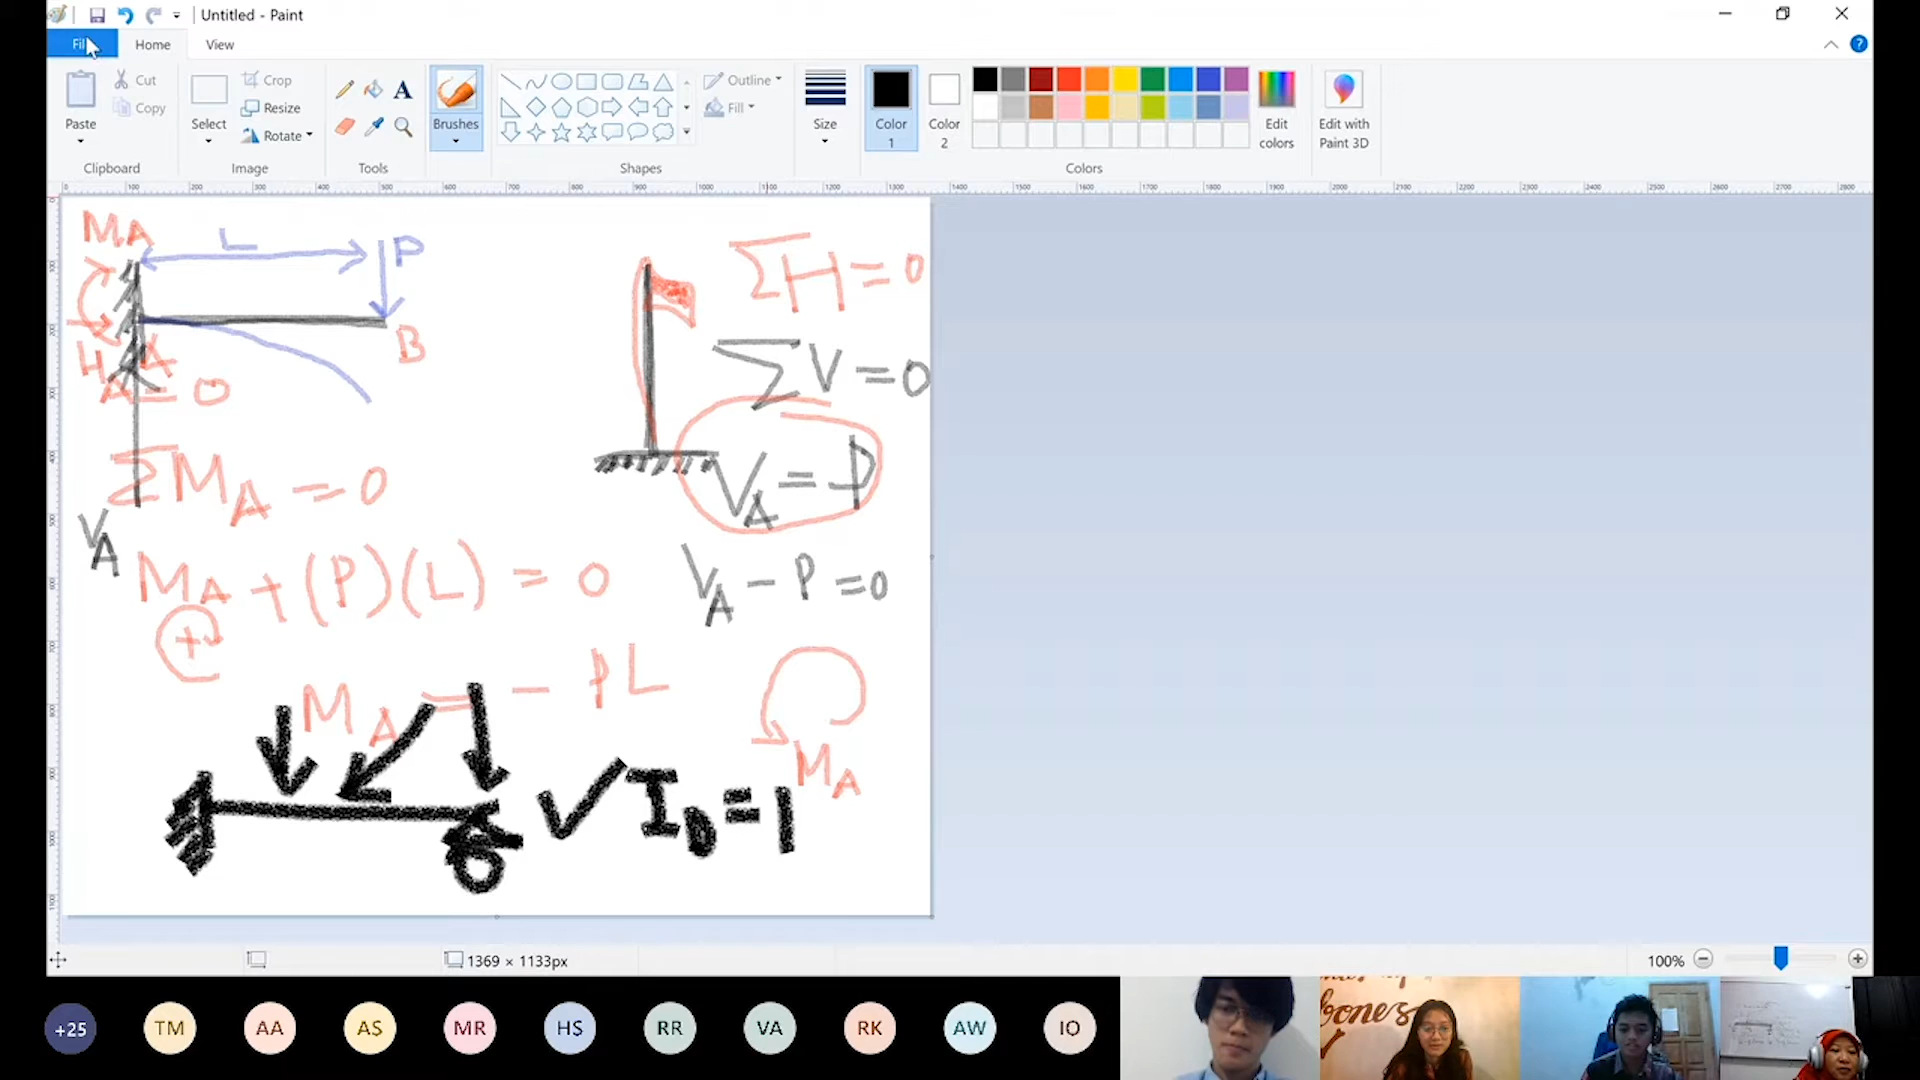 Untitled - Paint
File
Home
View
Paste
Cut
Copy
Clipboard
Select
Crop
Resize
Rotate
Image
Tools
Brushes
Shapes
Outline
Fill
Size
Color 1
Color 2
Edit colors
Edit with Paint 3D
Colors
MA
L
P
HA = 0
A
B
ΣH = 0
ΣV = 0
VA = P
ΣMA = 0
VA
MA + (P)(L) = 0
+
VA - P = 0
MA = - PL
MA
ID = 1
1369 × 1133px
100%
+25
TM
AA
AS
MR
HS
RR
VA
RK
AW
IO
bones